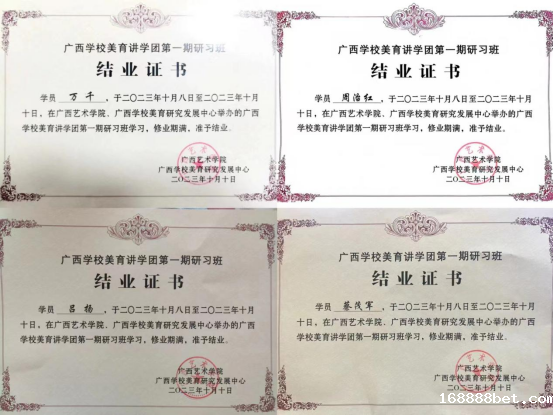 广西学校美育讲学团第一期研习班
结业证书
学员 万千 ,于二〇二三年十月八日至二〇二三年十月
十日,在广西艺术学院、广西学校美育研究发展中心举办的广西
学校美育讲学团第一期研习班学习,修业期满,准予结业。
广西艺术学院
广西学校美育研究发展中心
二〇二三年十月十日
广西学校美育讲学团第一期研习班
结业证书
学员 周治红 ,于二〇二三年十月八日至二〇二三年十月
十日,在广西艺术学院、广西学校美育研究发展中心举办的广西
学校美育讲学团第一期研习班学习,修业期满,准予结业。
广西艺术学院
广西学校美育研究发展中心
二〇二三年十月十日
广西学校美育讲学团第一期研习班
结业证书
学员 吕杨 ,于二〇二三年十月八日至二〇二三年十月
十日,在广西艺术学院、广西学校美育研究发展中心举办的广西
学校美育讲学团第一期研习班学习,修业期满,准予结业。
广西艺术学院
广西学校美育研究发展中心
二〇二三年十月十日
广西学校美育讲学团第一期研习班
结业证书
学员 蔡茂军 ,于二〇二三年十月八日至二〇二三年十月
十日,在广西艺术学院、广西学校美育研究发展中心举办的广西
学校美育讲学团第一期研习班学习,修业期满,准予结业。
广西艺术学院
广西学校美育研究发展中心
二〇二三年十月十日
168888bet.com